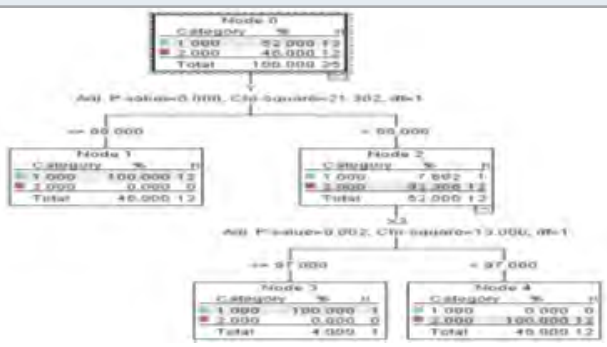 Node 0
Category % n
1.000 52.000 13
2.000 48.000 12
Total 100.000 25
Adj. P-value=0.000, Chi-square=21.302, df=1
Node 1
Category % n
1.000 100.000 12
2.000 0.000 0
Total 48.000 12
Node 2
Category % n
1.000 7.692 1
2.000 92.308 12
Total 52.000
Adj. P-value=0.002, Chi-square=13.000, df=1
<= 97.000
> 97.000
Node 3
Category % n
1.000 100.000 1
2.000 0.000 0
Total 4.000 1
Node 4
Category % n
1.000 0.000 0
2.000 100.000 12
Total 48.000 12